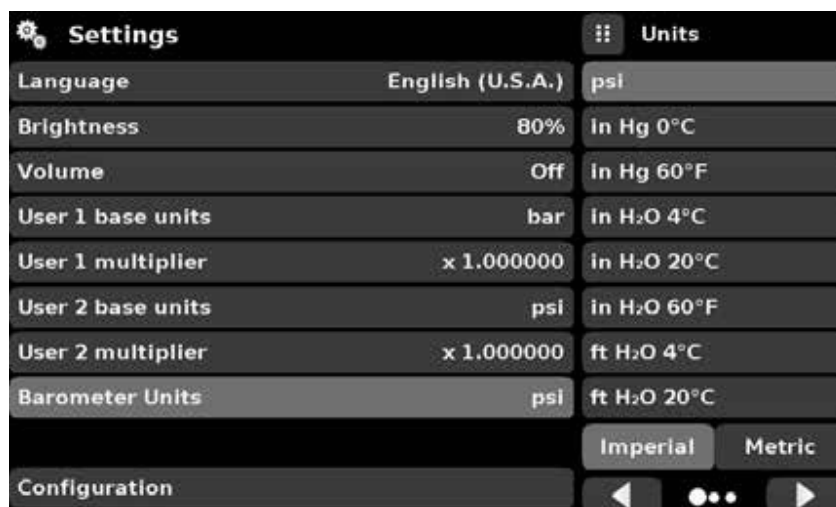 Settings
Language English (U.S.A.)
Brightness 80%
Volume Off
User 1 base units bar
User 1 multiplier x 1.000000
User 2 base units psi
User 2 multiplier x 1.000000
Barometer Units psi
Configuration
Units
psi
in Hg 0°C
in Hg 60°F
in H₂O 4°C
in H₂O 20°C
in H₂O 60°F
ft H₂O 4°C
ft H₂O 20°C
Imperial Metric